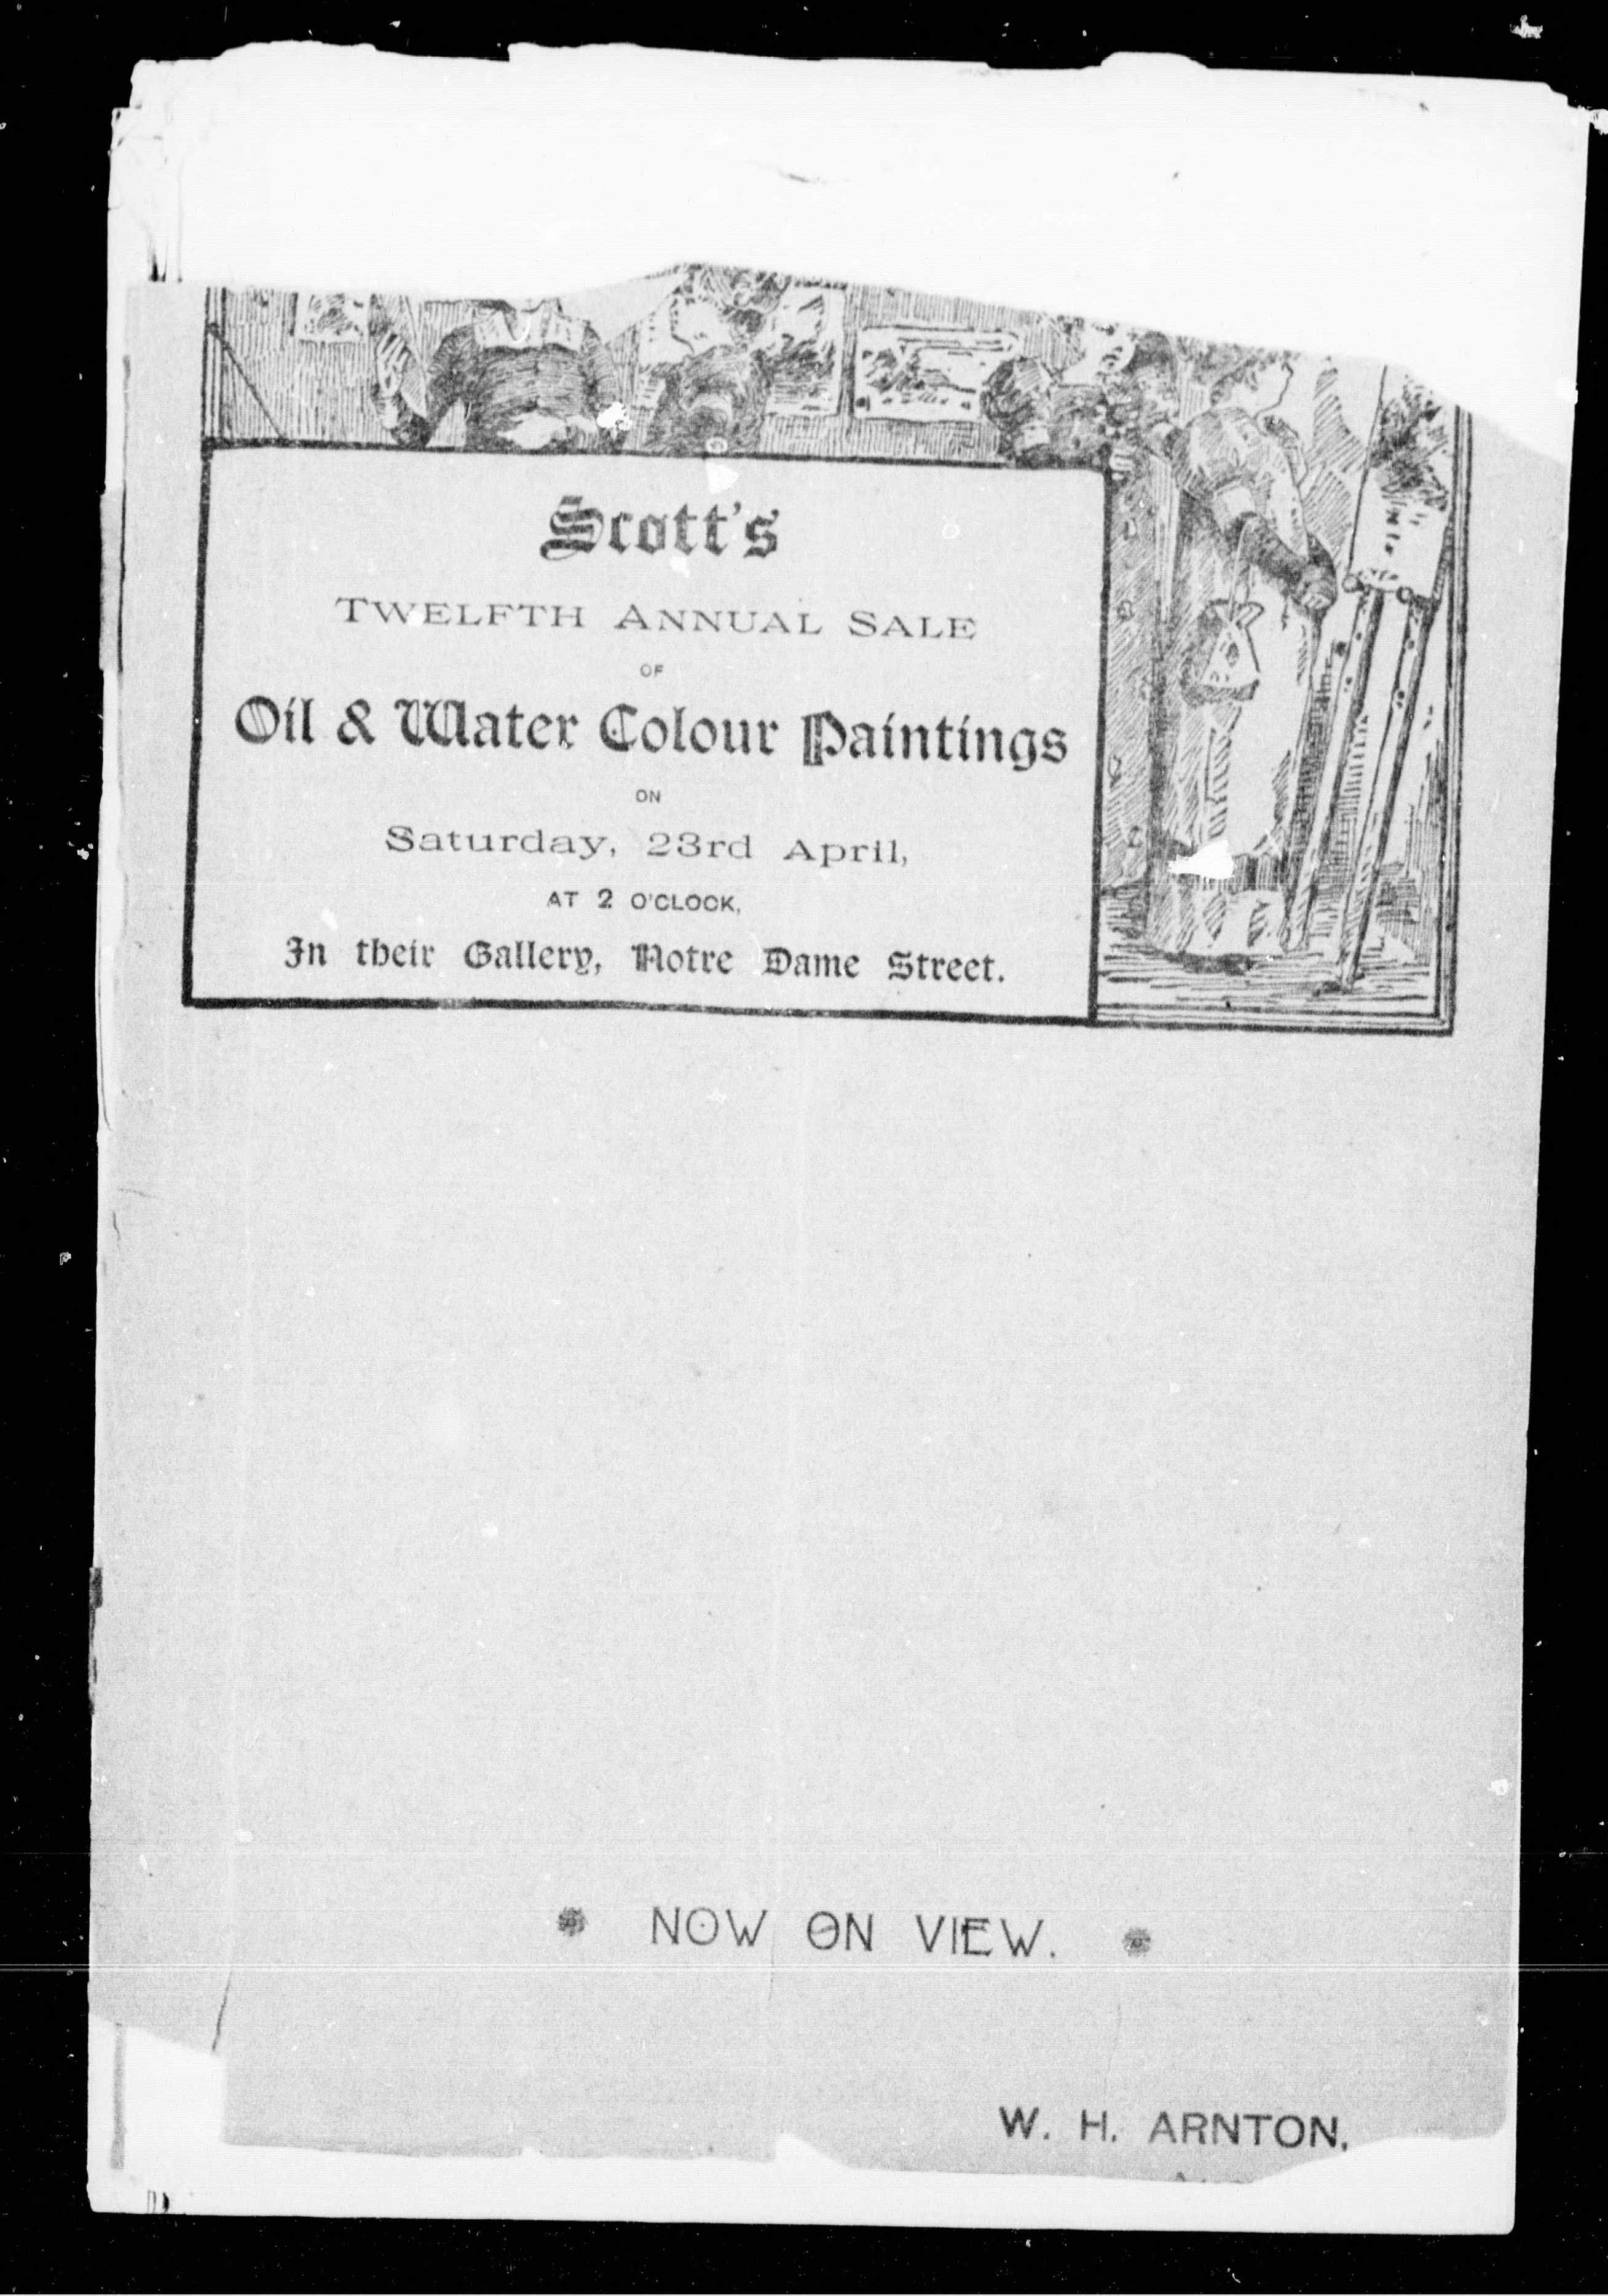 Scott's
TWELFTH ANNUAL SALE
OF
Oil & Water Colour Paintings
ON
Saturday, 23rd April,
AT 2 O'CLOCK,
In their Gallery, Notre Dame Street.
NOW ON VIEW.
W. H. ARNTON,